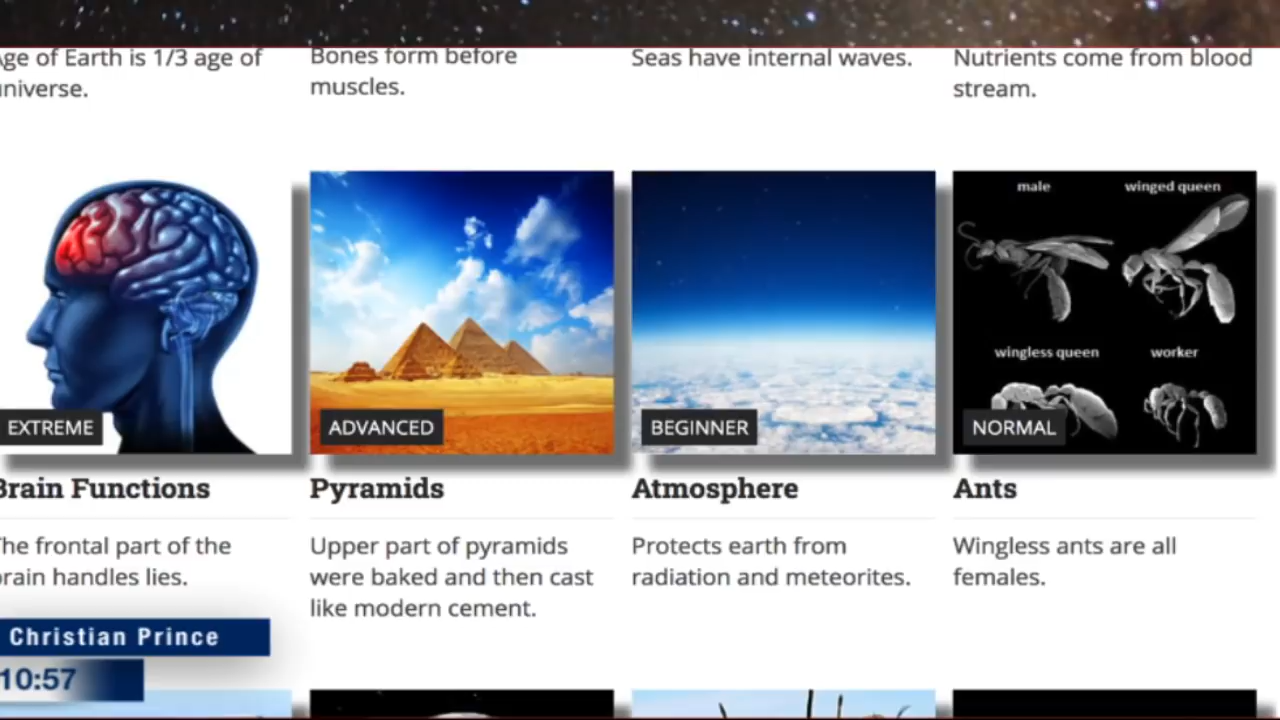 Age of Earth is 1/3 age of
universe.
Bones form before
muscles.
Seas have internal waves.
Nutrients come from blood
stream.
male
winged queen
wingless queen
worker
EXTREME
ADVANCED
BEGINNER
NORMAL
Brain Functions
Pyramids
Atmosphere
Ants
The frontal part of the
brain handles lies.
Upper part of pyramids
were baked and then cast
like modern cement.
Protects earth from
radiation and meteorites.
Wingless ants are all
females.
Christian Prince
10:57